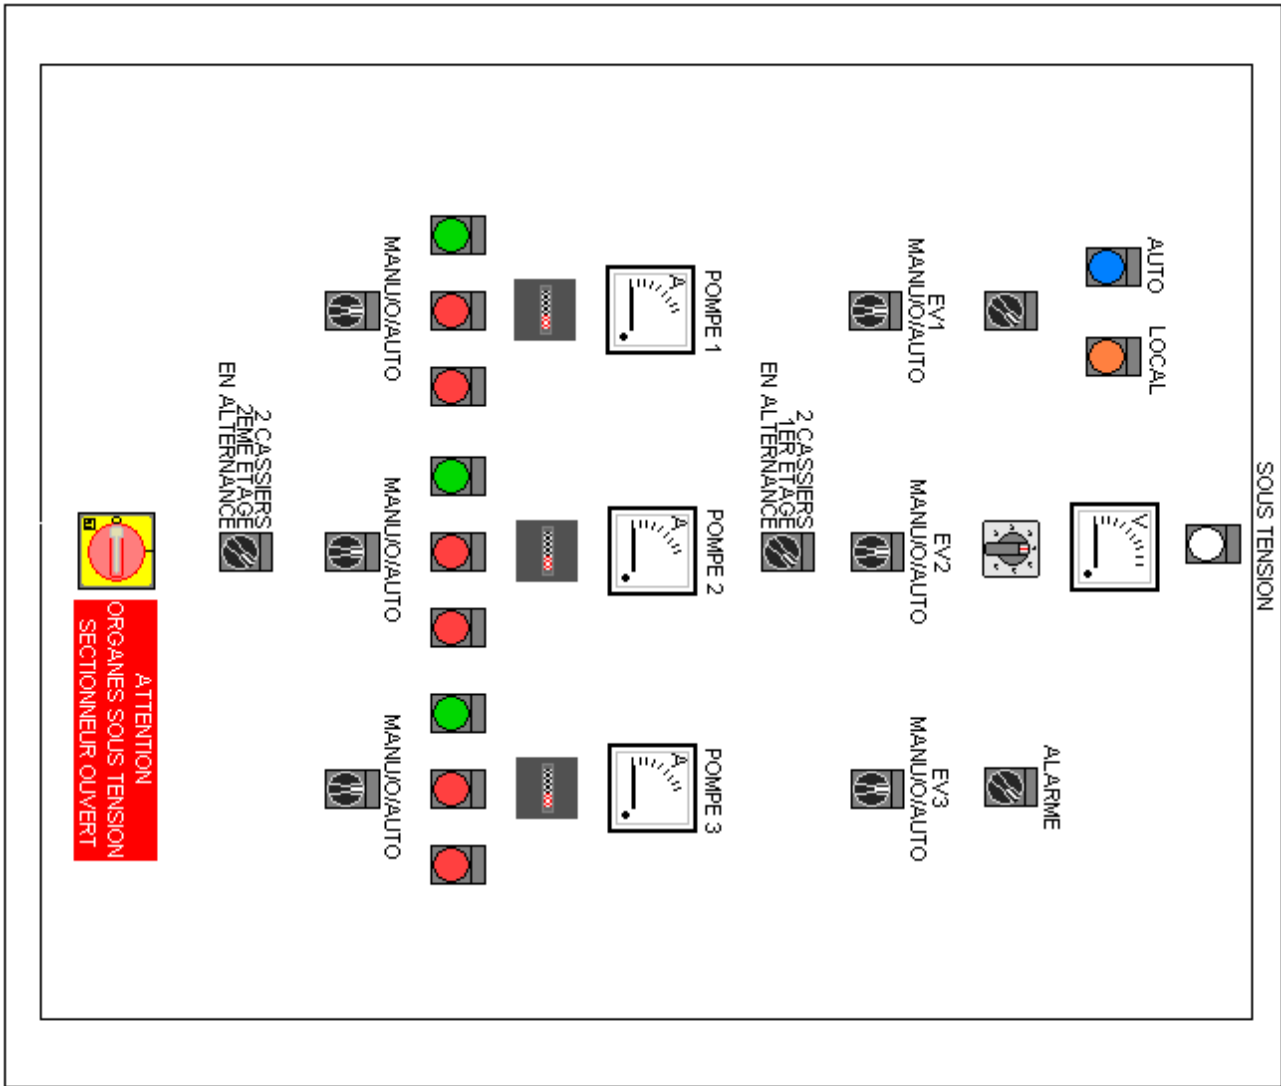 SOUS TENSION
AUTO
LOCAL
V
ALARME
EV1
MANU/O/AUTO
EV2
MANU/O/AUTO
EV3
MANU/O/AUTO
2 CASSIERS
1ER ETAGE
EN ALTERNANCE
POMPE 1
POMPE 2
POMPE 3
A
A
A
MANU/O/AUTO
MANU/O/AUTO
MANU/O/AUTO
2 CASSIERS
2EME ETAGE
EN ALTERNANCE
ATTENTION
ORGANES SOUS TENSION
SECTIONNEUR OUVERT